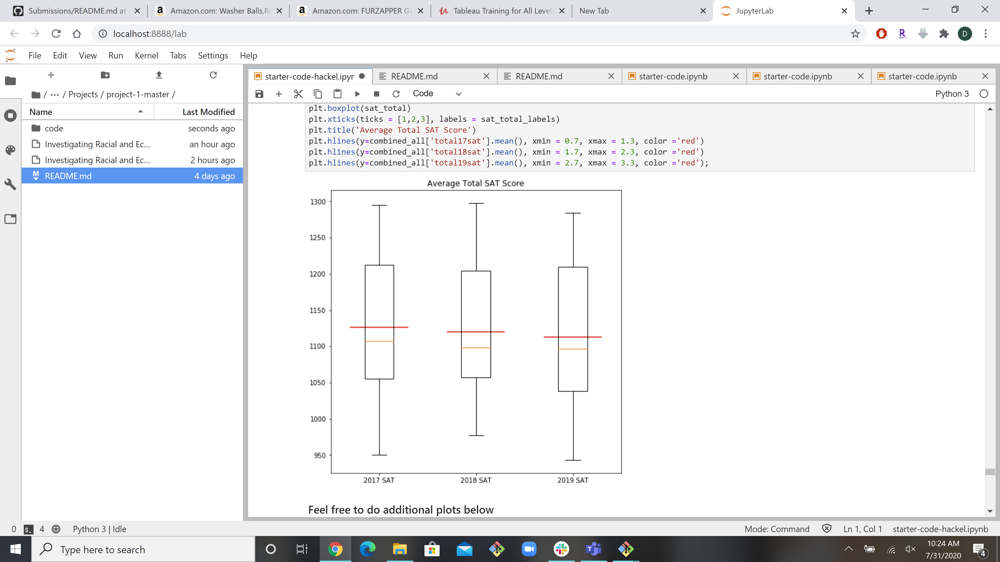 Submissions/README.md at
Amazon.com: Washer Balls,Re
Amazon.com: FURZAPPER Ge
Tableau Training for All Levels
New Tab
JupyterLab
localhost:8888/lab
R
D
File Edit View Run Kernel Tabs Settings Help
starter-code-hackel.ipyr
README.md
README.md
starter-code.ipynb
starter-code.ipynb
starter-code.ipynb
/ ··· / Projects / project-1-master /
Code
Python 3
Name Last Modified
code seconds ago
Investigating Racial and Ec... an hour ago
Investigating Racial and Ec... 2 hours ago
README.md 4 days ago
plt.boxplot(sat_total)
plt.xticks(ticks = [1,2,3], labels = sat_total_labels)
plt.title('Average Total SAT Score')
plt.hlines(y=combined_all['total17sat'].mean(), xmin = 0.7, xmax = 1.3, color ='red')
plt.hlines(y=combined_all['total18sat'].mean(), xmin = 1.7, xmax = 2.3, color ='red')
plt.hlines(y=combined_all['total19sat'].mean(), xmin = 2.7, xmax = 3.3, color ='red');
Average Total SAT Score
1300
1250
1200
1150
1100
1050
1000
950
2017 SAT 2018 SAT 2019 SAT
Feel free to do additional plots below
0 $_ 4 Python 3 | Idle
Mode: Command Ln 1, Col 1 starter-code-hackel.ipynb
Type here to search
10:24 AM
7/31/2020
4